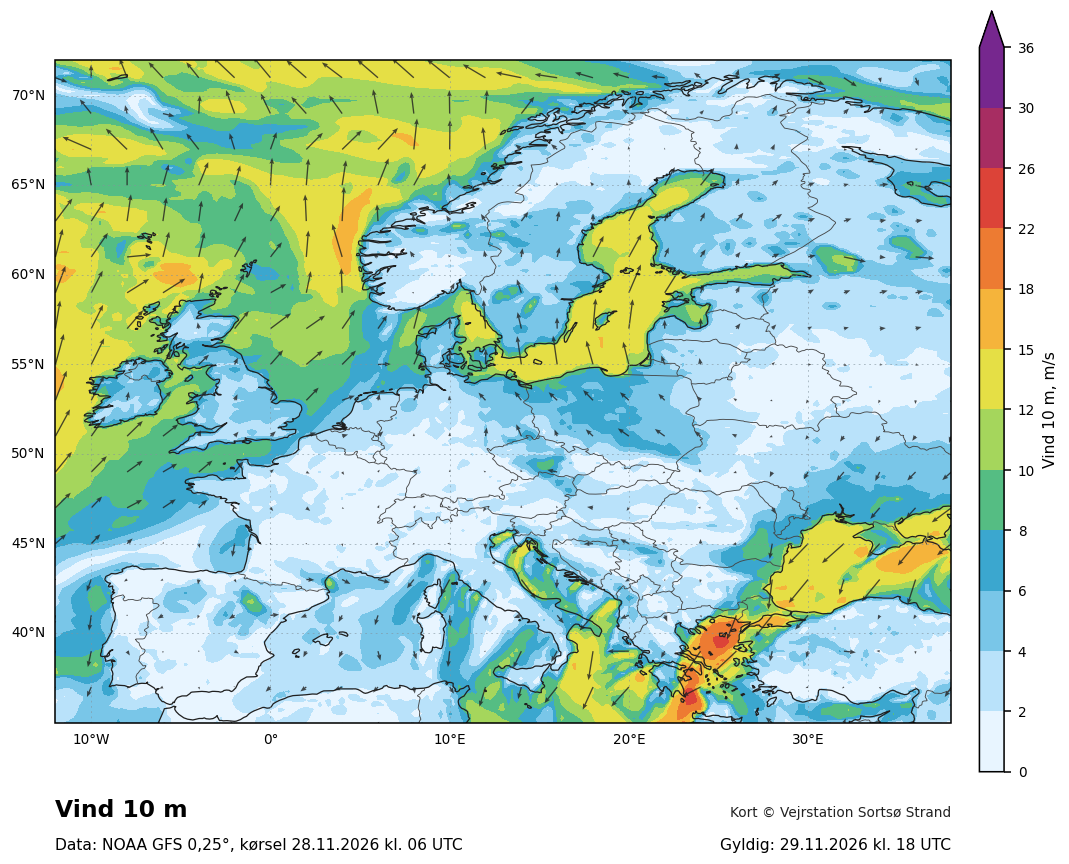 36
30
26
22
18
15
12
10
8
6
4
2
0
Vind 10 m, m/s
70°N
65°N
60°N
55°N
50°N
45°N
40°N
10°W
0°
10°E
20°E
30°E
Vind 10 m
Kort © Vejrstation Sortsø Strand
Data: NOAA GFS 0,25°, kørsel 28.11.2026 kl. 06 UTC
Gyldig: 29.11.2026 kl. 18 UTC